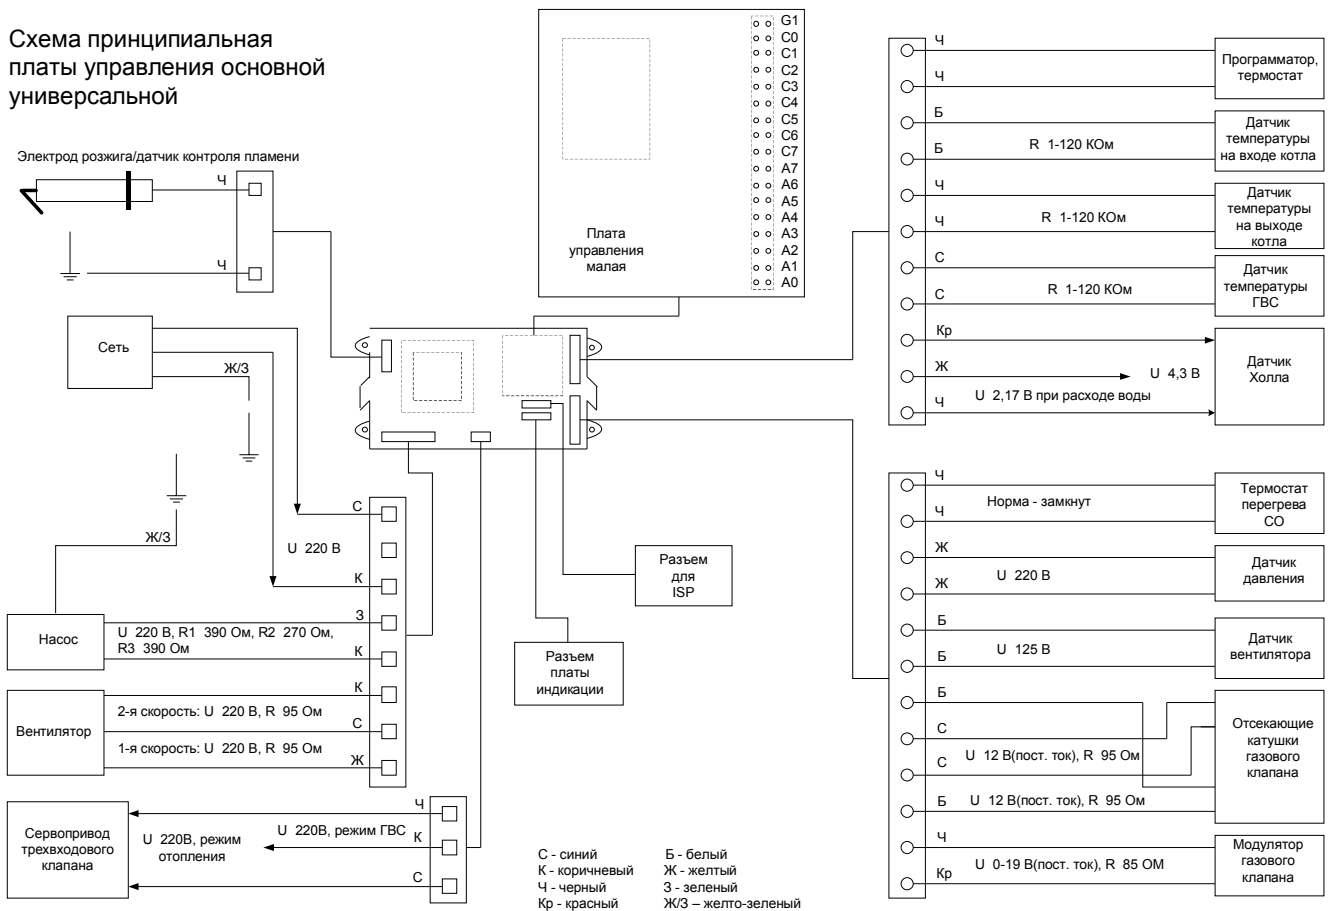 Схема принципиальная
платы управления основной
универсальной
Электрод розжига/датчик контроля пламени
Ч
Ч
Сеть
Ж/З
Ж/З
Насос
Вентилятор
С
U 220 В
К
З
U 220 В, R1 390 Ом, R2 270 Ом,
R3 390 Ом
К
К
2-я скорость: U 220 В, R 95 Ом
С
1-я скорость: U 220 В, R 95 Ом
Ж
Сервопривод
трехвходового
клапана
Ч
U 220В, режим ГВС
К
U 220В, режим
отопления
С
Плата
управления
малая
G1
C0
C1
C2
C3
C4
C5
C6
C7
A7
A6
A5
A4
A3
A2
A1
A0
Разъем
для
ISP
Разъем
платы
индикации
С - синий
К - коричневый
Ч - черный
Кр - красный
Б - белый
Ж - желтый
З - зеленый
Ж/З – желто-зеленый
Ч
Ч
Программатор,
термостат
Б
R 1-120 КОм
Б
Датчик
температуры
на входе котла
Ч
R 1-120 КОм
Ч
Датчик
температуры
на выходе
котла
С
R 1-120 КОм
С
Датчик
температуры
ГВС
Кр
Ж
U 4,3 В
U 2,17 В при расходе воды
Ч
Датчик
Холла
Ч
Норма - замкнут
Ч
Термостат
перегрева
СО
Ж
U 220 В
Ж
Датчик
давления
Б
U 125 В
Б
Датчик
вентилятора
Б
С
U 12 В(пост. ток), R 95 Ом
С
U 12 В(пост. ток), R 95 Ом
Б
Отсекающие
катушки
газового
клапана
Ч
U 0-19 В(пост. ток), R 85 ОМ
Кр
Модулятор
газового
клапана